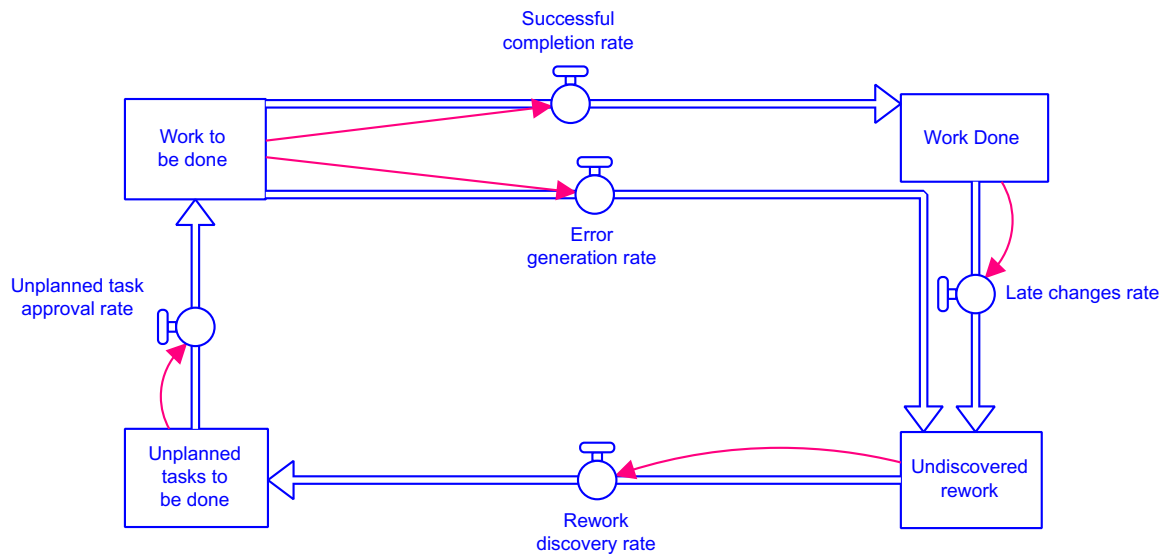 Successful
completion rate
Work to
be done
Work Done
Error
generation rate
Unplanned task
approval rate
Late changes rate
Unplanned
tasks to
be done
Undiscovered
rework
Rework
discovery rate